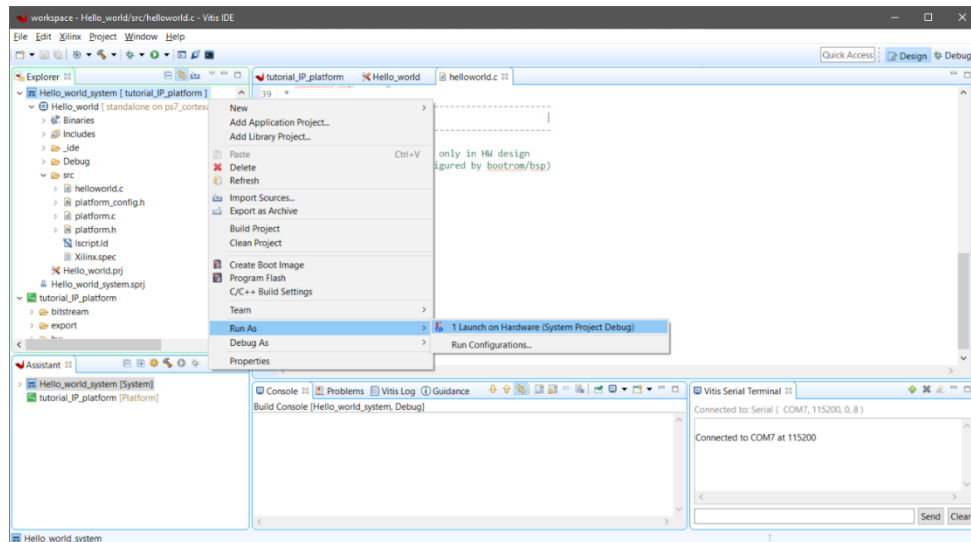 workspace - Hello_world/src/helloworld.c - Vitis IDE
File Edit Xilinx Project Window Help
Quick Access Design Debug
Explorer
tutorial_IP_platform Hello_world helloworld.c
Hello_world_system [ tutorial_IP_platform ]
39 *
Hello_world [ standalone on ps7_cortex
Binaries
Includes
_ide
Debug
src
helloworld.c
platform_config.h
platform.c
platform.h
lscript.ld
Xilinx.spec
Hello_world.prj
Hello_world_system.sprj
tutorial_IP_platform
bitstream
export
New
Add Application Project...
Add Library Project...
Paste Ctrl+V
Delete
Refresh
Import Sources...
Export as Archive
Build Project
Clean Project
Create Boot Image
Program Flash
C/C++ Build Settings
Team
Run As
Debug As
Properties
only in HW design
igured by bootrom/bsp)
1 Launch on Hardware (System Project Debug)
Run Configurations...
Assistant
Hello_world_system [System]
tutorial_IP_platform [Platform]
Console Problems Vitis Log Guidance
Build Console [Hello_world_system, Debug]
Vitis Serial Terminal
Connected to: Serial ( COM7, 115200, 0, 8 )
Connected to COM7 at 115200
Send Clear
Hello_world_system